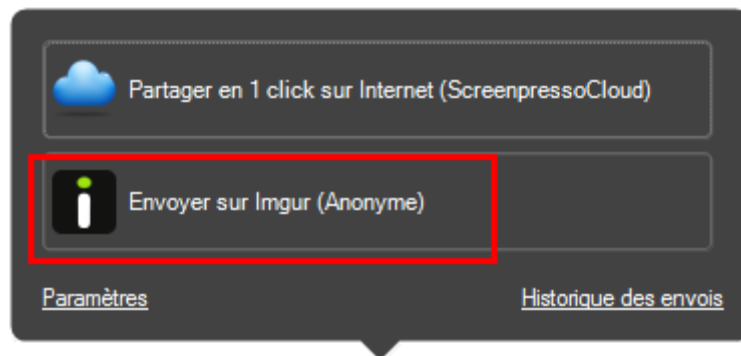 Partager en 1 click sur Internet (ScreenpressoCloud)
Envoyer sur Imgur (Anonyme)
Paramètres
Historique des envois